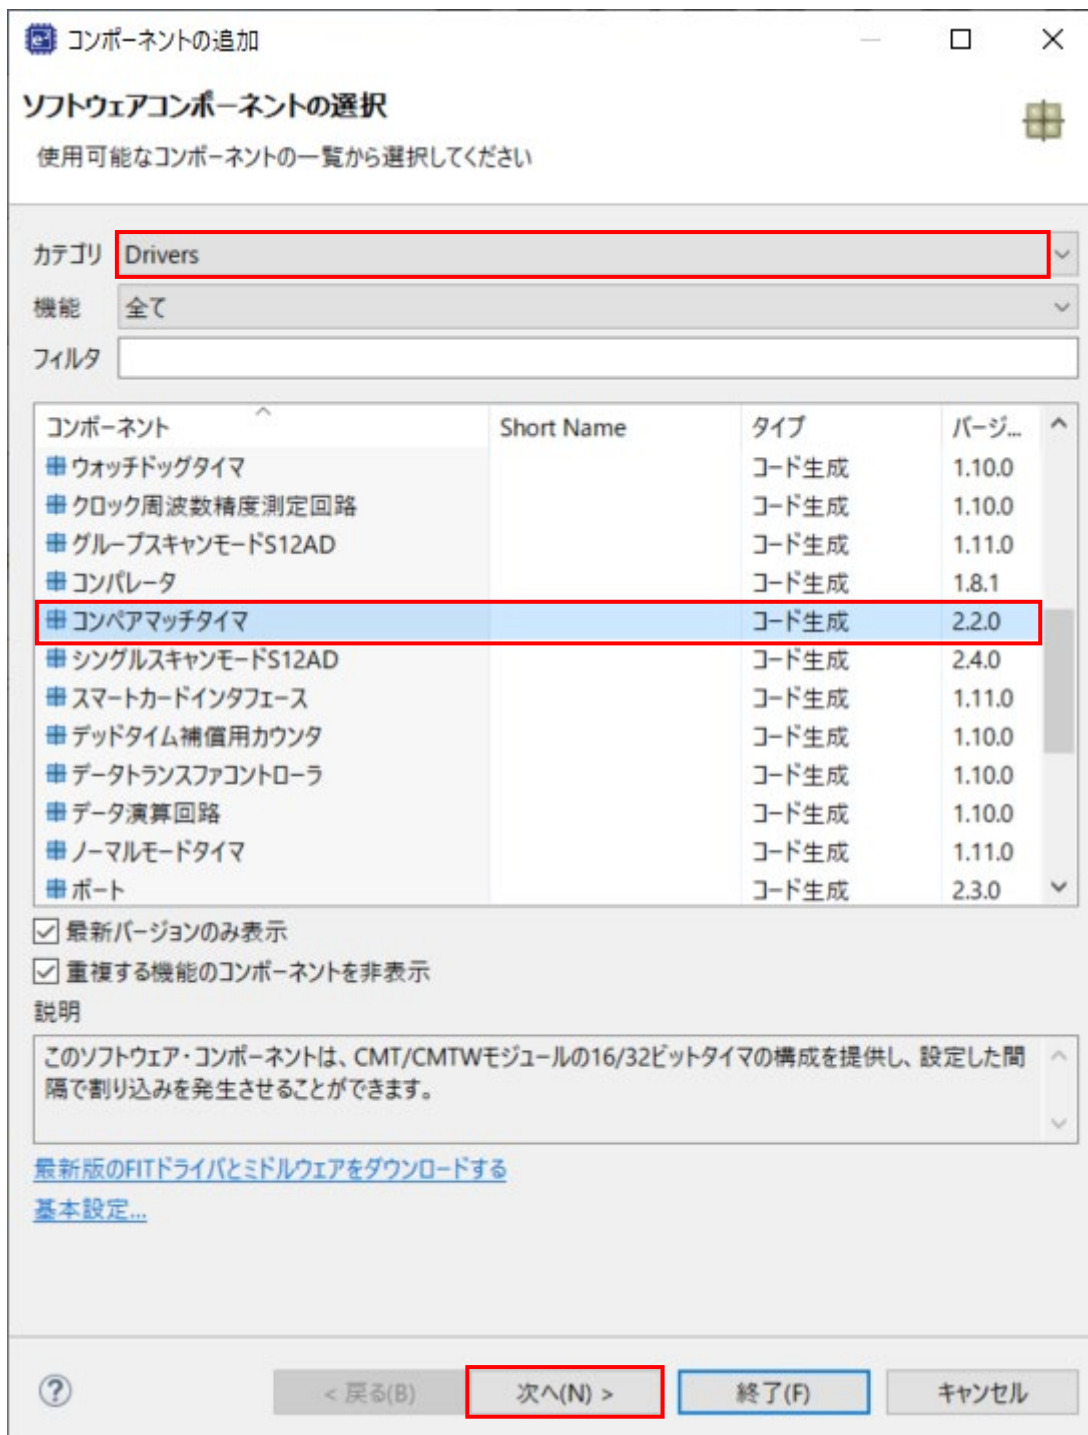 コンポーネントの追加
ソフトウェアコンポーネントの選択
使用可能なコンポーネントの一覧から選択してください
カテゴリ Drivers
機能 全て
フィルタ
コンポーネント Short Name タイプ バージ...
ウォッチドッグタイマ コード生成 1.10.0
クロック周波数精度測定回路 コード生成 1.10.0
グループスキャンモードS12AD コード生成 1.11.0
コンパレータ コード生成 1.8.1
コンペアマッチタイマ コード生成 2.2.0
シングルスキャンモードS12AD コード生成 2.4.0
スマートカードインタフェース コード生成 1.11.0
デッドタイム補償用カウンタ コード生成 1.10.0
データトランスファコントローラ コード生成 1.10.0
データ演算回路 コード生成 1.10.0
ノーマルモードタイマ コード生成 1.11.0
ポート コード生成 2.3.0
最新バージョンのみ表示
重複する機能のコンポーネントを非表示
説明
このソフトウェア・コンポーネントは、CMT/CMTWモジュールの16/32ビットタイマの構成を提供し、設定した間
隔で割り込みを発生させることができます。
最新版のFITドライバとミドルウェアをダウンロードする
基本設定...
< 戻る(B) 次へ(N) > 終了(F) キャンセル